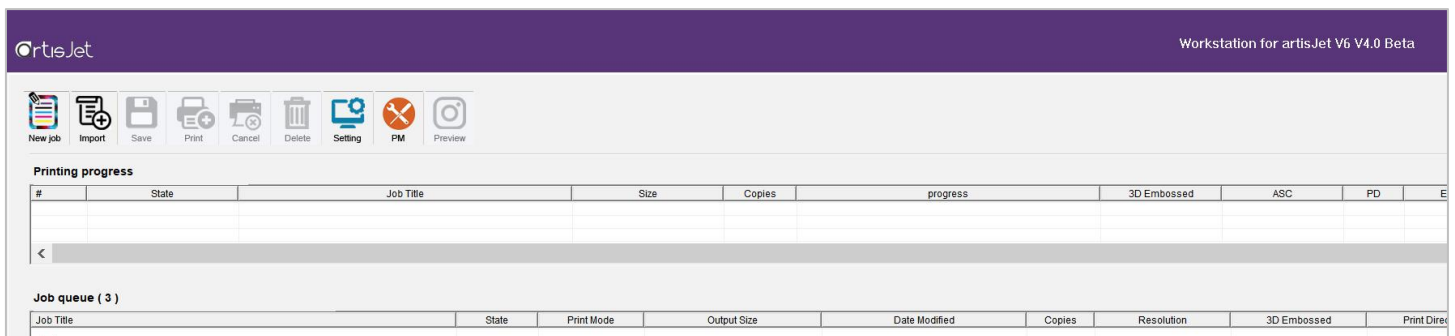 artisJet
Workstation for artisJet V6 V4.0 Beta
New job Import Save Print Cancel Delete Setting PM Preview
Printing progress
# State Job Title Size Copies progress 3D Embossed ASC PD E
Job queue ( 3 )
Job Title State Print Mode Output Size Date Modified Copies Resolution 3D Embossed Print Direc